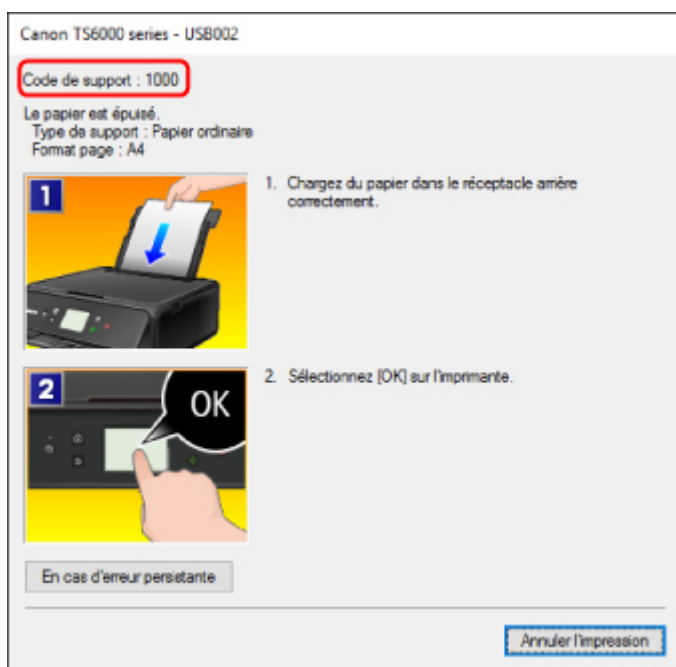 Canon TS6000 series - USB002
Code de support : 1000
Le papier est épuisé.
Type de support : Papier ordinaire
Format page : A4
1
1. Chargez du papier dans le réceptacle arrière
correctement.
2
OK
2. Sélectionnez [OK] sur l'imprimante.
En cas d'erreur persistante
Annuler l'impression